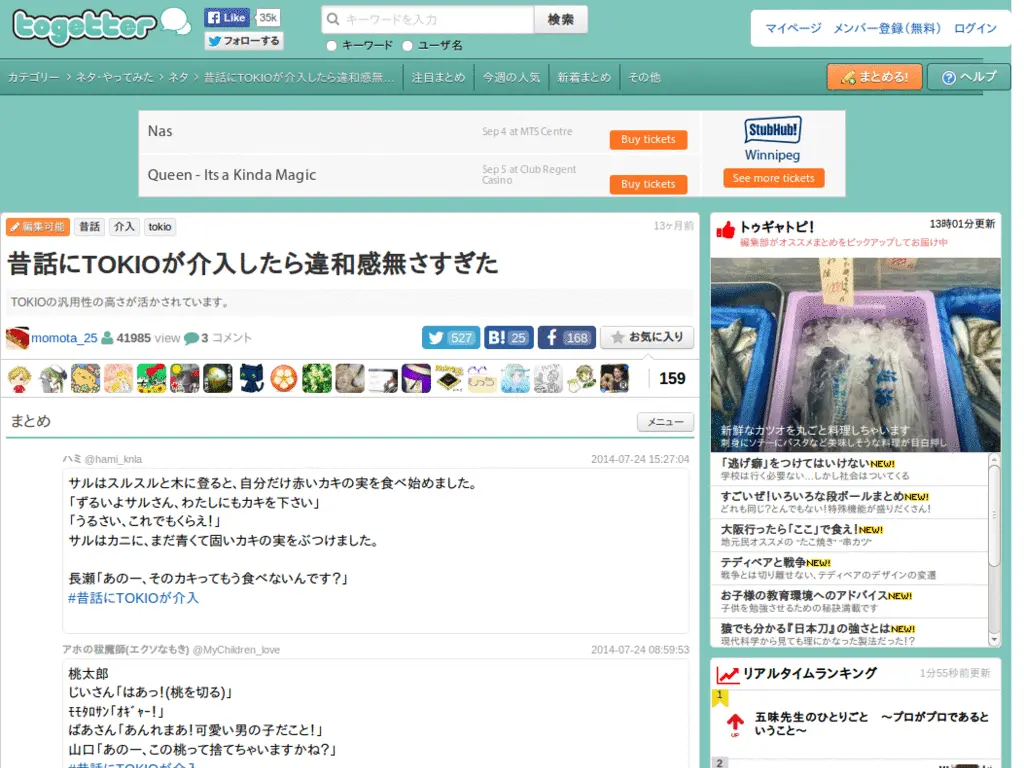 togetter
Like 35k
フォローする
キーワードを入力
検索
キーワード ユーザ名
マイページ メンバー登録(無料) ログイン
カテゴリー › ネタ・やってみた › ネタ › 昔話にTOKIOが介入したら違和感無... 注目まとめ 今週の人気 新着まとめ その他
まとめる! ヘルプ
Nas
Sep 4 at MTS Centre
Buy tickets
Queen - Its a Kinda Magic
Sep 5 at Club Regent
Casino
Buy tickets
StubHub!
Winnipeg
See more tickets
編集可能 昔話 介入 tokio
13ヶ月前
昔話にTOKIOが介入したら違和感無さすぎた
TOKIOの汎用性の高さが活かされています。
momota_25 41985 view 3 コメント
527 B! 25 168 お気に入り
159
まとめ
メニュー
ハミ @hami_knla
2014-07-24 15:27:04
サルはスルスルと木に登ると、自分だけ赤いカキの実を食べ始めました。
「ずるいよサルさん、わたしにもカキを下さい」
「うるさい、これでもくらえ!」
サルはカニに、まだ青くて固いカキの実をぶつけました。
長瀬「あのー、そのカキってもう食べないんです?」
#昔話にTOKIOが介入
アホの祓魔師(エクソなもき) @MyChildren_love
2014-07-24 08:59:53
桃太郎
じいさん「はあっ!(桃を切る)」
ﾓﾓﾀﾛｻﾝ「ｵｷﾞｬｰ!」
ばあさん「あんれまあ!可愛い男の子だこと!」
山口「あのー、この桃って捨てちゃいますかね?」
#昔話にTOKIOが介入
トゥギャトピ!
13時01分更新
編集部がオススメまとめをピックアップしてお届け中
新鮮なカツオを丸ごと料理しちゃいます
刺身にソテーにパスタなど美味しそうな料理が目白押し
「逃げ癖」をつけてはいけないNEW!
学校は行く必要ない...しかし社会はついてくる
すごいぜ!いろいろな段ボールまとめNEW!
どれも同じ?とんでもない!特殊機能が盛りだくさん!
大阪行ったら「ここ」で食え!NEW!
地元民オススメの "たこ焼き" "串カツ"
テディベアと戦争NEW!
戦争とは切り離せない、テディベアのデザインの変遷
お子様の教育環境へのアドバイスNEW!
子供を勉強させるための秘訣満載です
猿でも分かる『日本刀』の強さとはNEW!
現代科学から見ても理にかなった製法だった!?
リアルタイムランキング
1分55秒前更新
1
UP
五味先生のひとりごと ～プロがプロであると
いうこと～
2